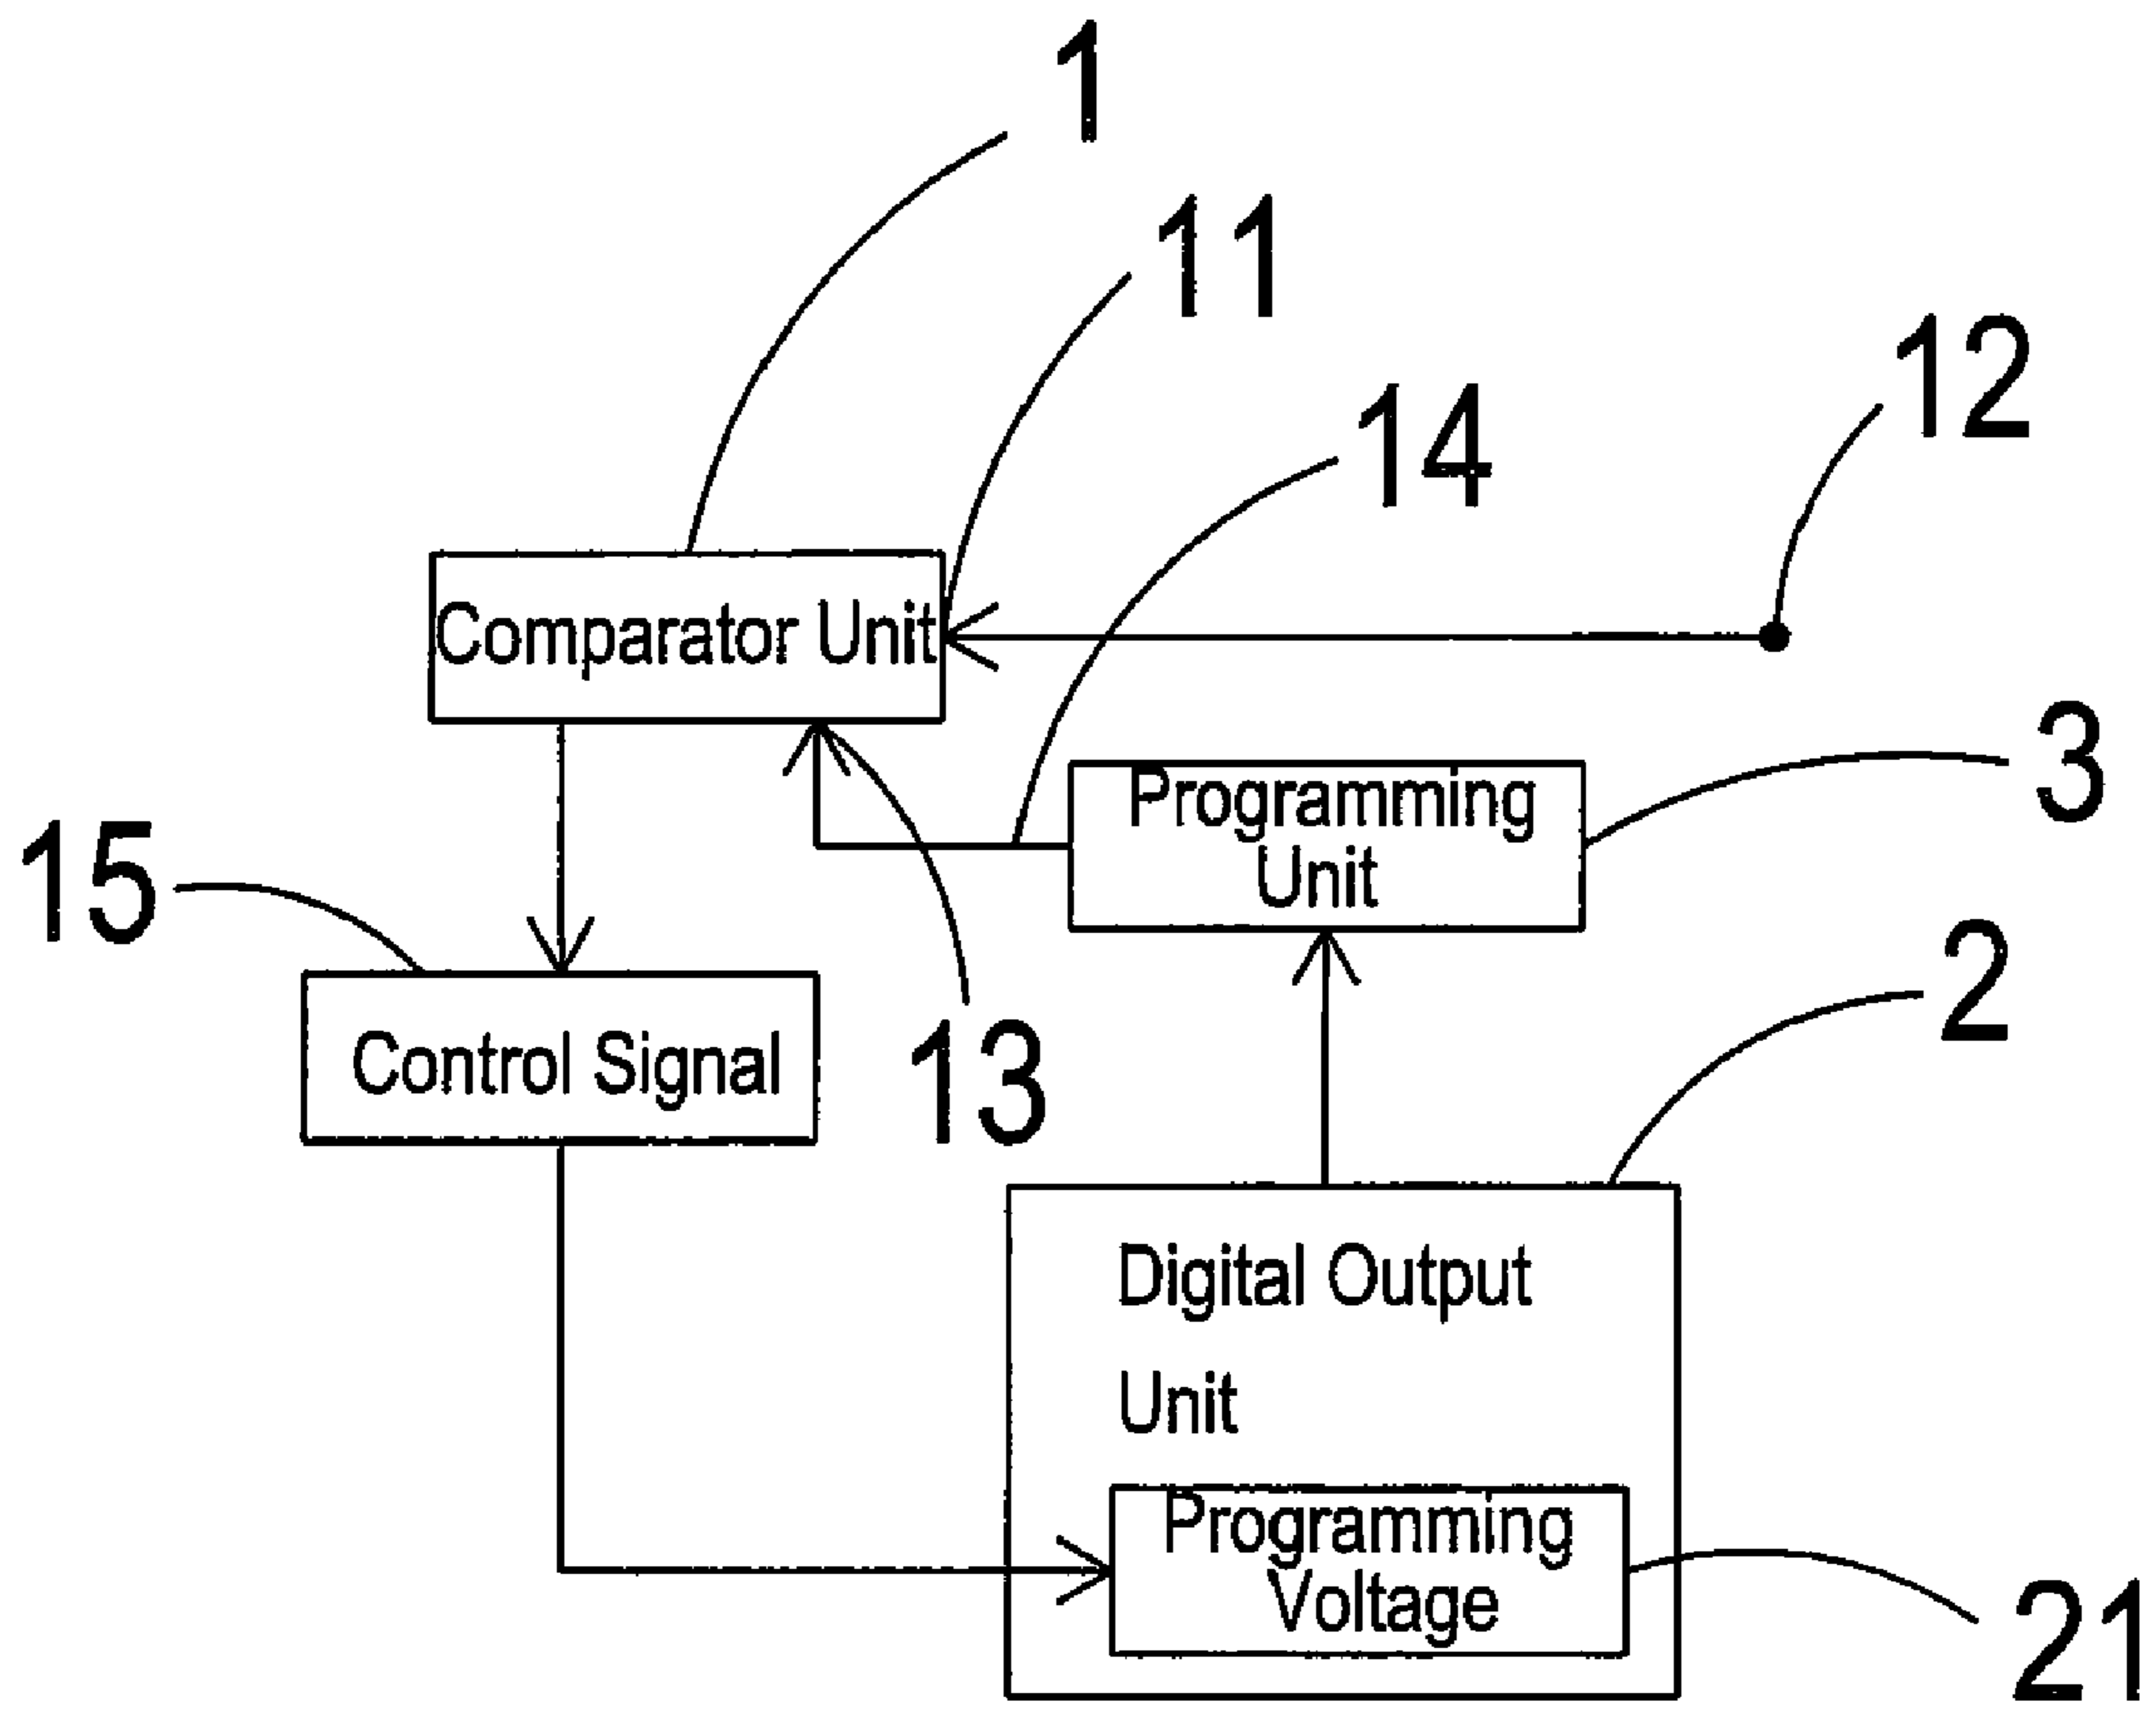 1
11
12
14
Comparator Unit
3
Programming
Unit
15
2
Control Signal
13
Digital Output
Unit
Programming
Voltage
21